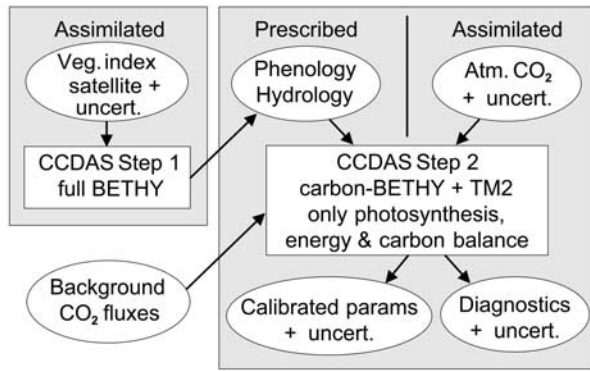 Assimilated
Veg. index
satellite +
uncert.
CCDAS Step 1
full BETHY
Background
CO₂ fluxes
Prescribed
Assimilated
Phenology
Hydrology
Atm. CO₂
+ uncert.
CCDAS Step 2
carbon-BETHY + TM2
only photosynthesis,
energy & carbon balance
Calibrated params
+ uncert.
Diagnostics
+ uncert.